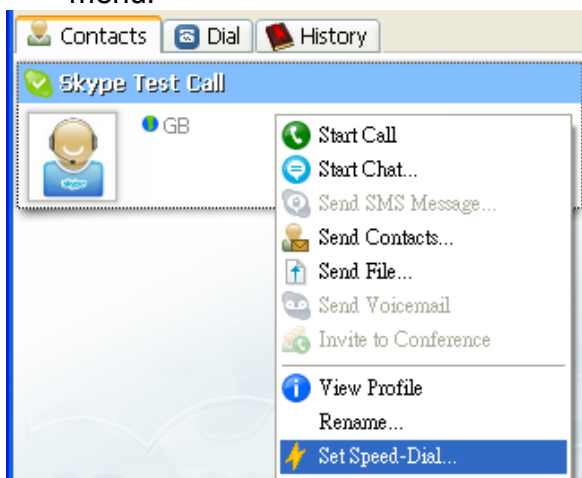 menu.
Contacts Dial History
Skype Test Call
GB
Start Call
Start Chat...
Send SMS Message...
Send Contacts...
Send File...
Send Voicemail
Invite to Conference
View Profile
Rename...
Set Speed-Dial...